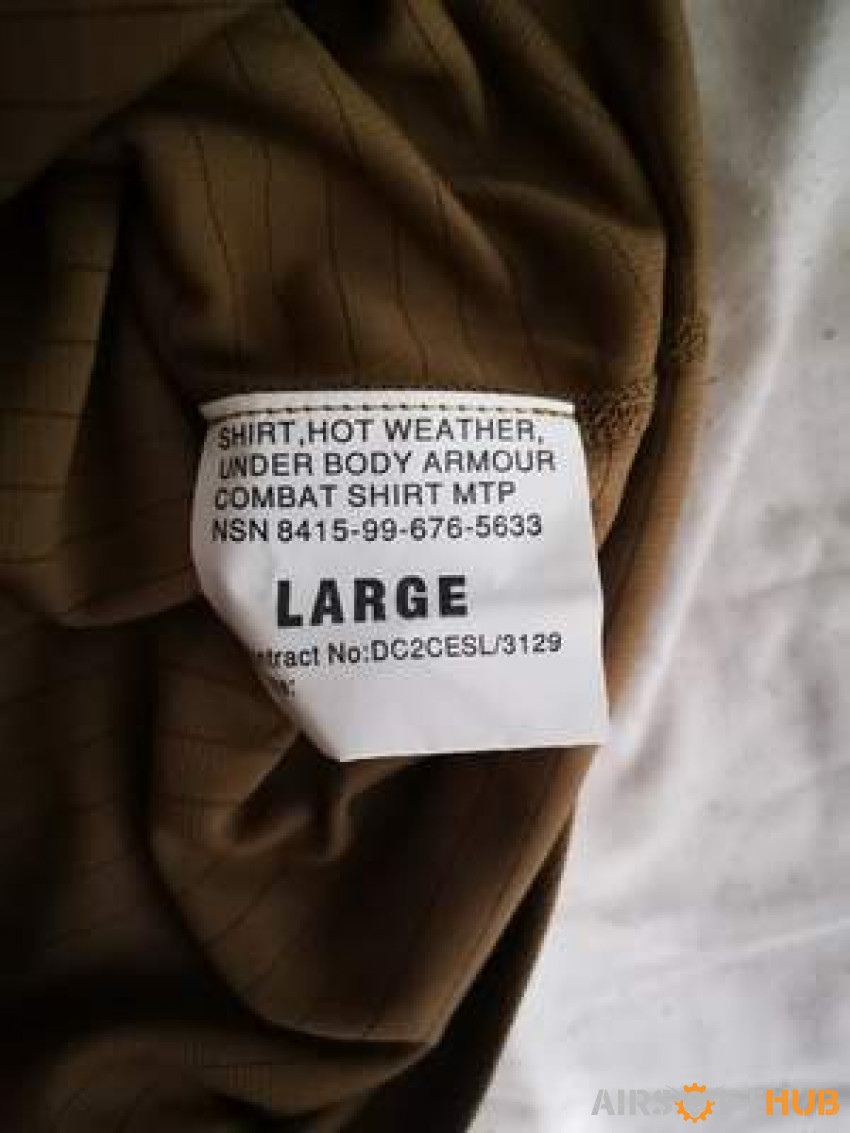 SHIRT,HOT WEATHER,
UNDER BODY ARMOUR
COMBAT SHIRT MTP
NSN 8415-99-676-5633
LARGE
ntract No:DC2CESL/3129
AIRSOFT HUB